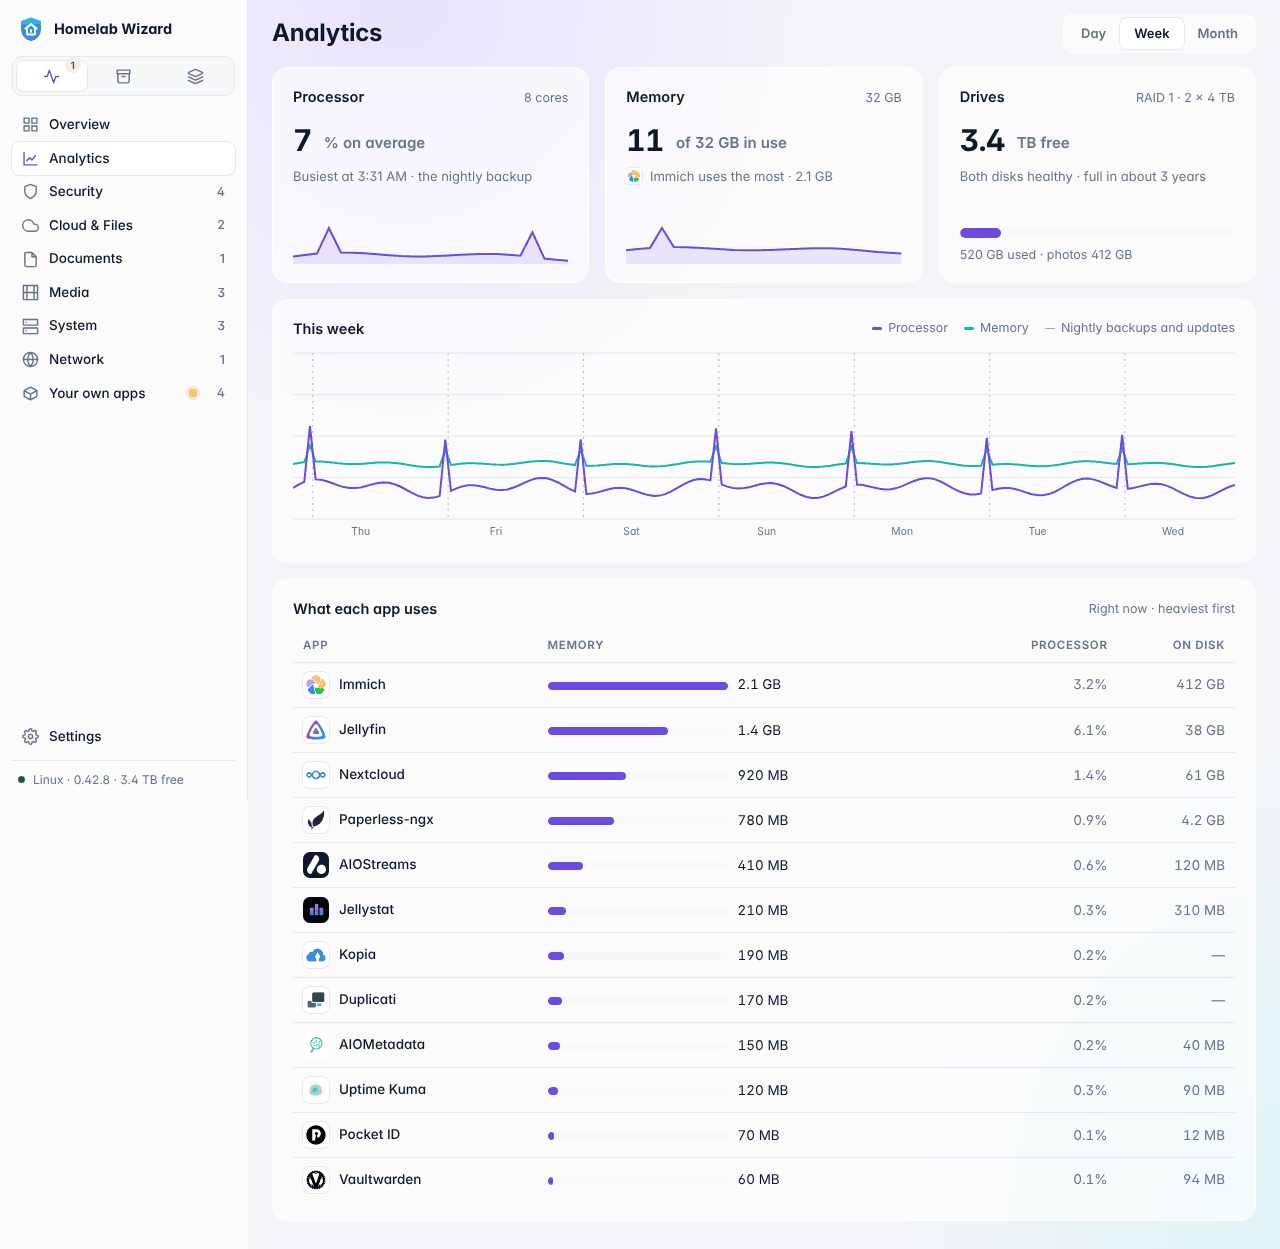 Homelab Wizard
1
Overview
Analytics
Security 4
Cloud & Files 2
Documents 1
Media 3
System 3
Network 1
Your own apps 4
Settings
Linux · 0.42.8 · 3.4 TB free
Analytics
Day Week Month
Processor 8 cores
7 % on average
Busiest at 3:31 AM · the nightly backup
Memory 32 GB
11 of 32 GB in use
Immich uses the most · 2.1 GB
Drives RAID 1 · 2 × 4 TB
3.4 TB free
Both disks healthy · full in about 3 years
520 GB used · photos 412 GB
This week
Processor Memory Nightly backups and updates
Thu Fri Sat Sun Mon Tue Wed
What each app uses Right now · heaviest first
APP MEMORY PROCESSOR ON DISK
Immich 2.1 GB 3.2% 412 GB
Jellyfin 1.4 GB 6.1% 38 GB
Nextcloud 920 MB 1.4% 61 GB
Paperless-ngx 780 MB 0.9% 4.2 GB
AIOStreams 410 MB 0.6% 120 MB
Jellystat 210 MB 0.3% 310 MB
Kopia 190 MB 0.2% —
Duplicati 170 MB 0.2% —
AIOMetadata 150 MB 0.2% 40 MB
Uptime Kuma 120 MB 0.3% 90 MB
Pocket ID 70 MB 0.1% 12 MB
Vaultwarden 60 MB 0.1% 94 MB